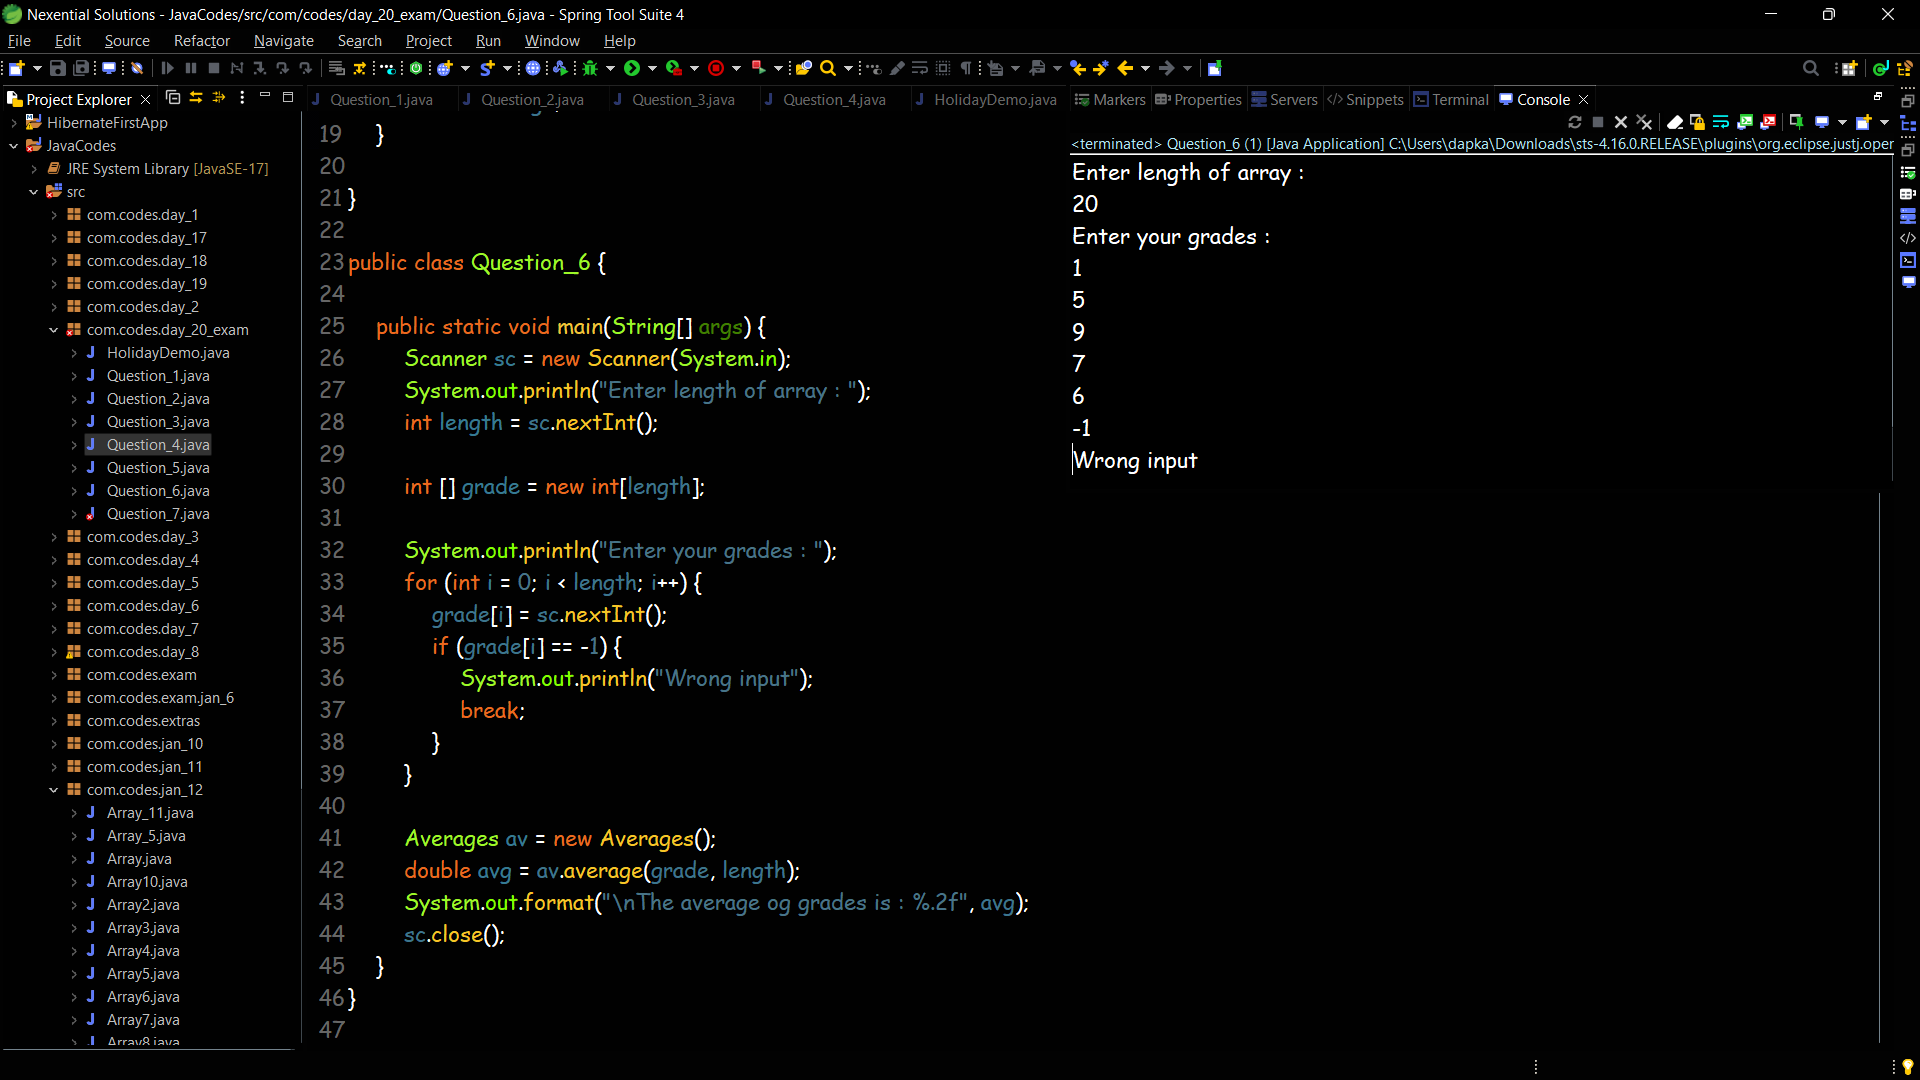 Nexential Solutions - JavaCodes/src/com/codes/day_20_exam/Question_6.java - Spring Tool Suite 4
File Edit Source Refactor Navigate Search Project Run Window Help
Project Explorer
HibernateFirstApp
JavaCodes
JRE System Library [JavaSE-17]
src
com.codes.day_1
com.codes.day_17
com.codes.day_18
com.codes.day_19
com.codes.day_2
com.codes.day_20_exam
HolidayDemo.java
Question_1.java
Question_2.java
Question_3.java
Question_4.java
Question_5.java
Question_6.java
Question_7.java
com.codes.day_3
com.codes.day_4
com.codes.day_5
com.codes.day_6
com.codes.day_7
com.codes.day_8
com.codes.exam
com.codes.exam.jan_6
com.codes.extras
com.codes.jan_10
com.codes.jan_11
com.codes.jan_12
Array_11.java
Array_5.java
Array.java
Array10.java
Array2.java
Array3.java
Array4.java
Array5.java
Array6.java
Array7.java
Array8.java
Question_1.java Question_2.java Question_3.java Question_4.java HolidayDemo.java
19 }
20
21 }
22
23 public class Question_6 {
24
25 public static void main(String[] args) {
26 Scanner sc = new Scanner(System.in);
27 System.out.println("Enter length of array : ");
28 int length = sc.nextInt();
29
30 int [] grade = new int[length];
31
32 System.out.println("Enter your grades : ");
33 for (int i = 0; i < length; i++) {
34 grade[i] = sc.nextInt();
35 if (grade[i] == -1) {
36 System.out.println("Wrong input");
37 break;
38 }
39 }
40
41 Averages av = new Averages();
42 double avg = av.average(grade, length);
43 System.out.format("\nThe average og grades is : %.2f", avg);
44 sc.close();
45 }
46 }
47
Markers Properties Servers Snippets Terminal Console
<terminated> Question_6 (1) [Java Application] C:\Users\dapka\Downloads\sts-4.16.0.RELEASE\plugins\org.eclipse.justj.oper
Enter length of array :
20
Enter your grades :
1
5
9
7
6
-1
Wrong input